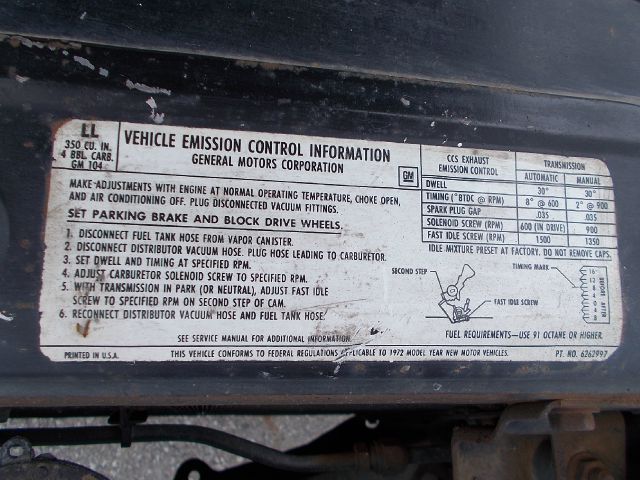 LL
350 CU. IN.
4 BBL. CARB.
GM 104
VEHICLE EMISSION CONTROL INFORMATION
GENERAL MOTORS CORPORATION
GM
MAKE ADJUSTMENTS WITH ENGINE AT NORMAL OPERATING TEMPERATURE, CHOKE OPEN,
AND AIR CONDITIONING OFF. PLUG DISCONNECTED VACUUM FITTINGS.
SET PARKING BRAKE AND BLOCK DRIVE WHEELS.
1. DISCONNECT FUEL TANK HOSE FROM VAPOR CANISTER.
2. DISCONNECT DISTRIBUTOR VACUUM HOSE. PLUG HOSE LEADING TO CARBURETOR.
3. SET DWELL AND TIMING AT SPECIFIED RPM.
4. ADJUST CARBURETOR SOLENOID SCREW TO SPECIFIED RPM.
5. WITH TRANSMISSION IN PARK (OR NEUTRAL), ADJUST FAST IDLE
SCREW TO SPECIFIED RPM ON SECOND STEP OF CAM.
6. RECONNECT DISTRIBUTOR VACUUM HOSE AND FUEL TANK HOSE.
CCS EXHAUST EMISSION CONTROL TRANSMISSION
AUTOMATIC MANUAL
DWELL 30° 30°
TIMING (°BTDC @ RPM) 8° @ 600 2° @ 900
SPARK PLUG GAP .035 .035
SOLENOID SCREW (RPM) 600 (IN DRIVE) 900
FAST IDLE SCREW (RPM) 1500 1350
IDLE MIXTURE PRESET AT FACTORY. DO NOT REMOVE CAPS.
SECOND STEP
FAST IDLE SCREW
TIMING MARK
16
12
8
4
0
4
8
BEFORE AFTER
FUEL REQUIREMENTS—USE 91 OCTANE OR HIGHER.
SEE SERVICE MANUAL FOR ADDITIONAL INFORMATION.
PRINTED IN U.S.A. THIS VEHICLE CONFORMS TO FEDERAL REGULATIONS APPLICABLE TO 1972 MODEL YEAR NEW MOTOR VEHICLES. PT. NO. 6262997